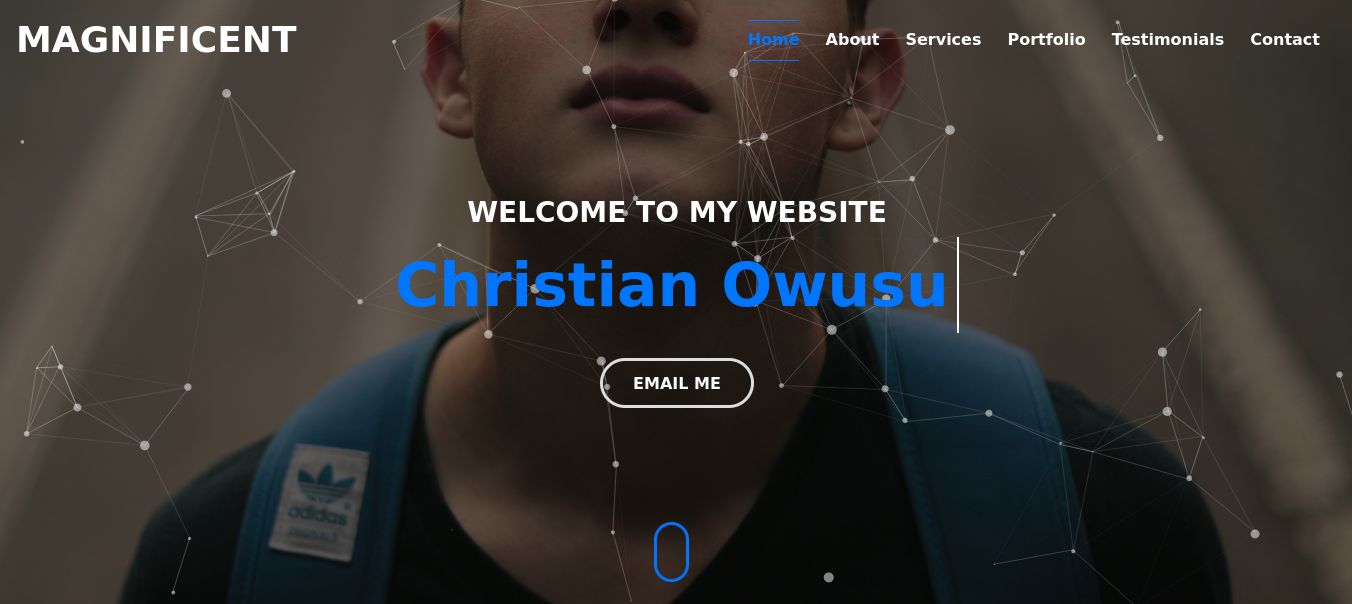 MAGNIFICENT
Home About Services Portfolio Testimonials Contact
WELCOME TO MY WEBSITE
Christian Owusu
EMAIL ME
adidas